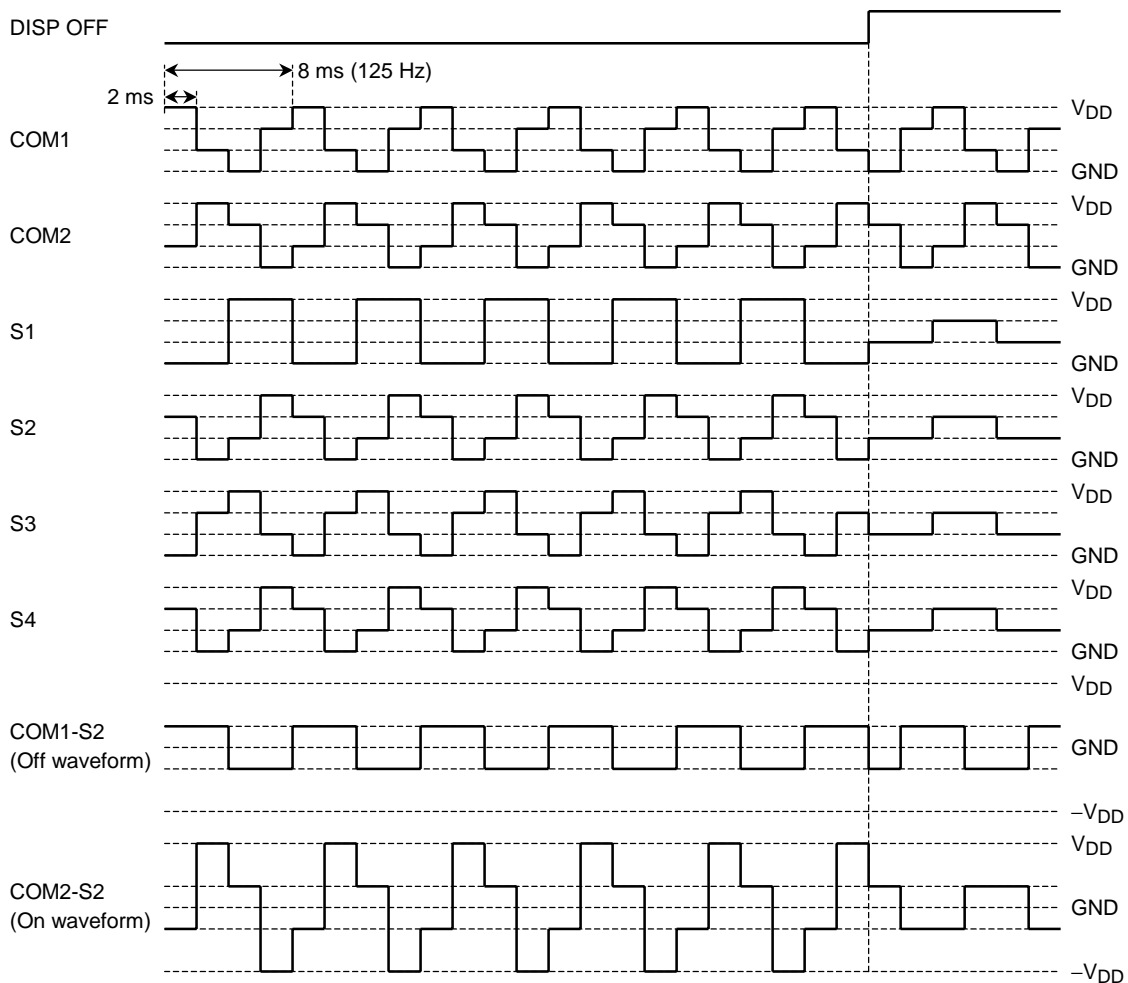 DISP OFF
8 ms (125 Hz)
2 ms
VDD
COM1
GND
VDD
COM2
GND
VDD
S1
GND
VDD
S2
GND
VDD
S3
GND
VDD
S4
GND
VDD
COM1-S2
(Off waveform)
GND
−VDD
VDD
COM2-S2
(On waveform)
GND
−VDD